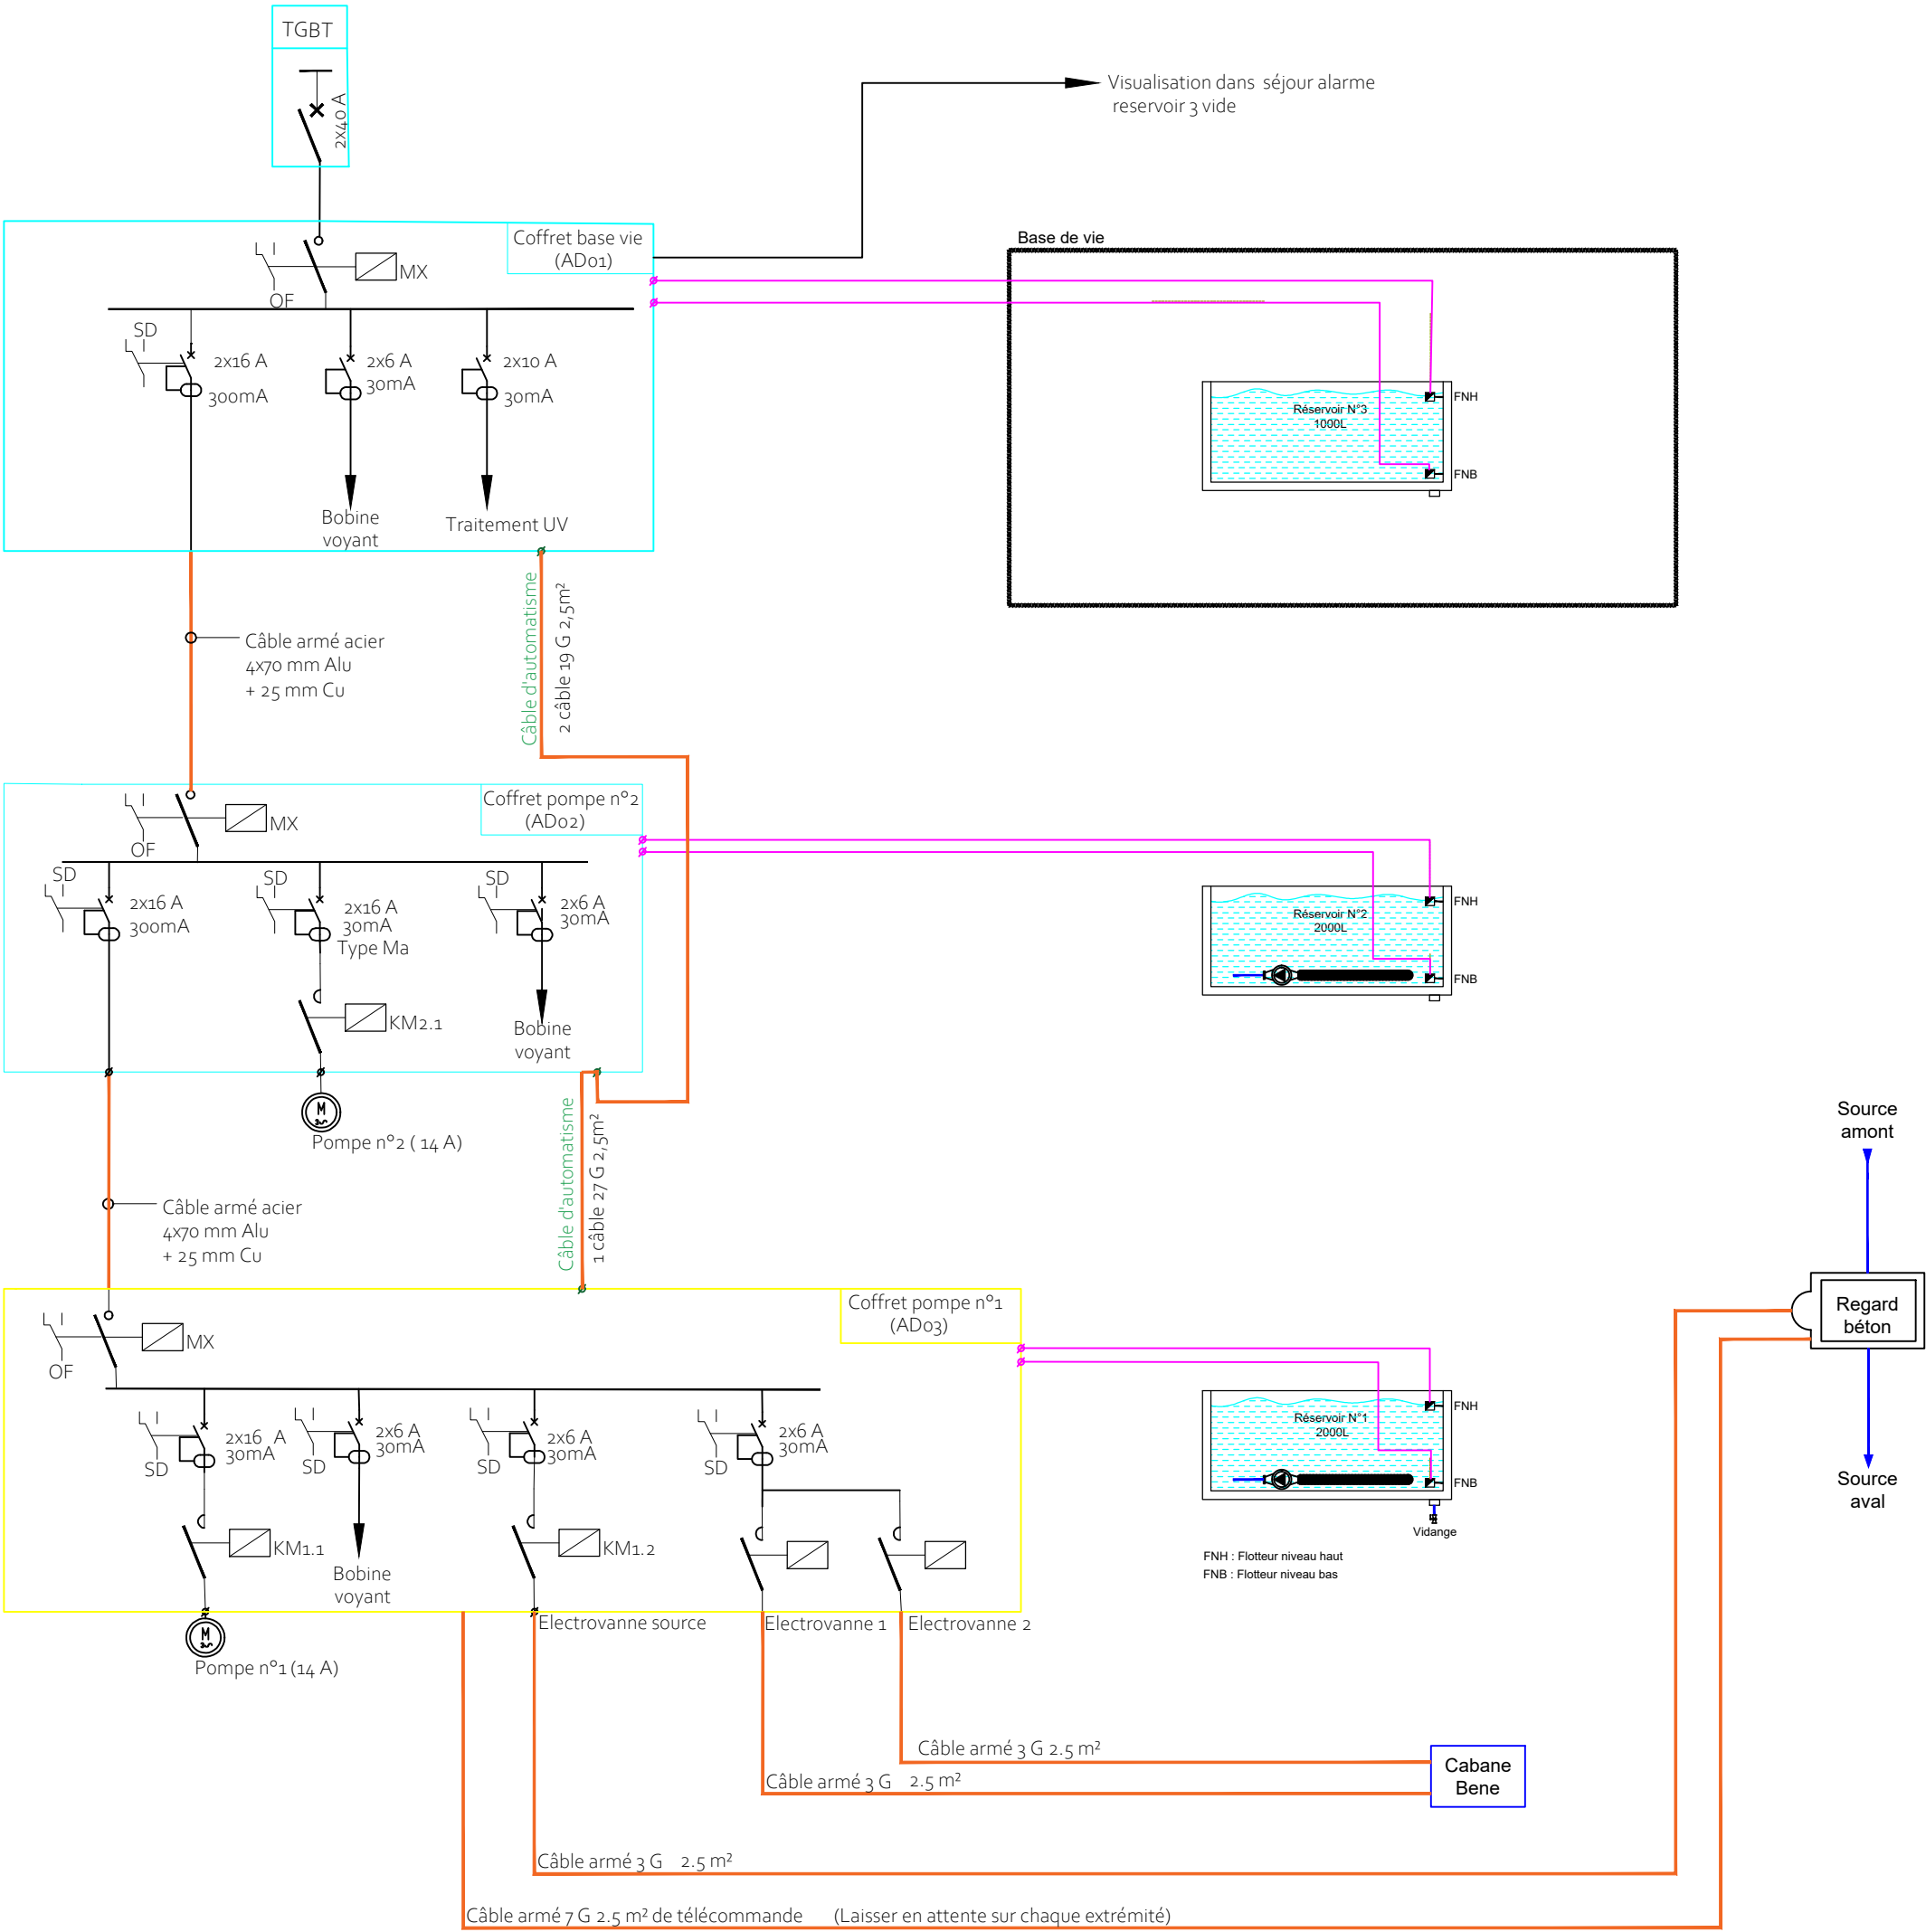 TGBT
2x40 A
Visualisation dans séjour alarme
reservoir 3 vide
Coffret base vie
(AD01)
MX
OF
SD
2x16 A
300mA
2x6 A
30mA
2x10 A
30mA
Bobine
voyant
Traitement UV
Base de vie
Réservoir N°3
1000L
FNH
FNB
Câble armé acier
4x70 mm Alu
+ 25 mm Cu
Câble d'automatisme
2 câble 19 G 2,5m²
Coffret pompe n°2
(AD02)
MX
OF
SD
2x16 A
300mA
SD
2x16 A
30mA
Type Ma
SD
2x6 A
30mA
KM2.1
Bobine
voyant
Pompe n°2 ( 14 A)
Réservoir N°2
2000L
FNH
FNB
Câble armé acier
4x70 mm Alu
+ 25 mm Cu
Câble d'automatisme
1 câble 27 G 2,5m²
Source
amont
Regard
béton
Source
aval
Coffret pompe n°1
(AD03)
MX
OF
2x16 A
30mA
SD
2x6 A
30mA
SD
2x6 A
30mA
SD
2x6 A
30mA
SD
KM1.1
Bobine
voyant
KM1.2
M
M
Electrovanne source
Electrovanne 1
Electrovanne 2
Pompe n°1 (14 A)
Réservoir N°1
2000L
FNH
FNB
Vidange
FNH : Flotteur niveau haut
FNB : Flotteur niveau bas
Câble armé 3 G 2.5 m²
Câble armé 3 G 2.5 m²
Cabane
Bene
Câble armé 3 G 2.5 m²
Câble armé 7 G 2.5 m² de télécommande (Laisser en attente sur chaque extrémité)